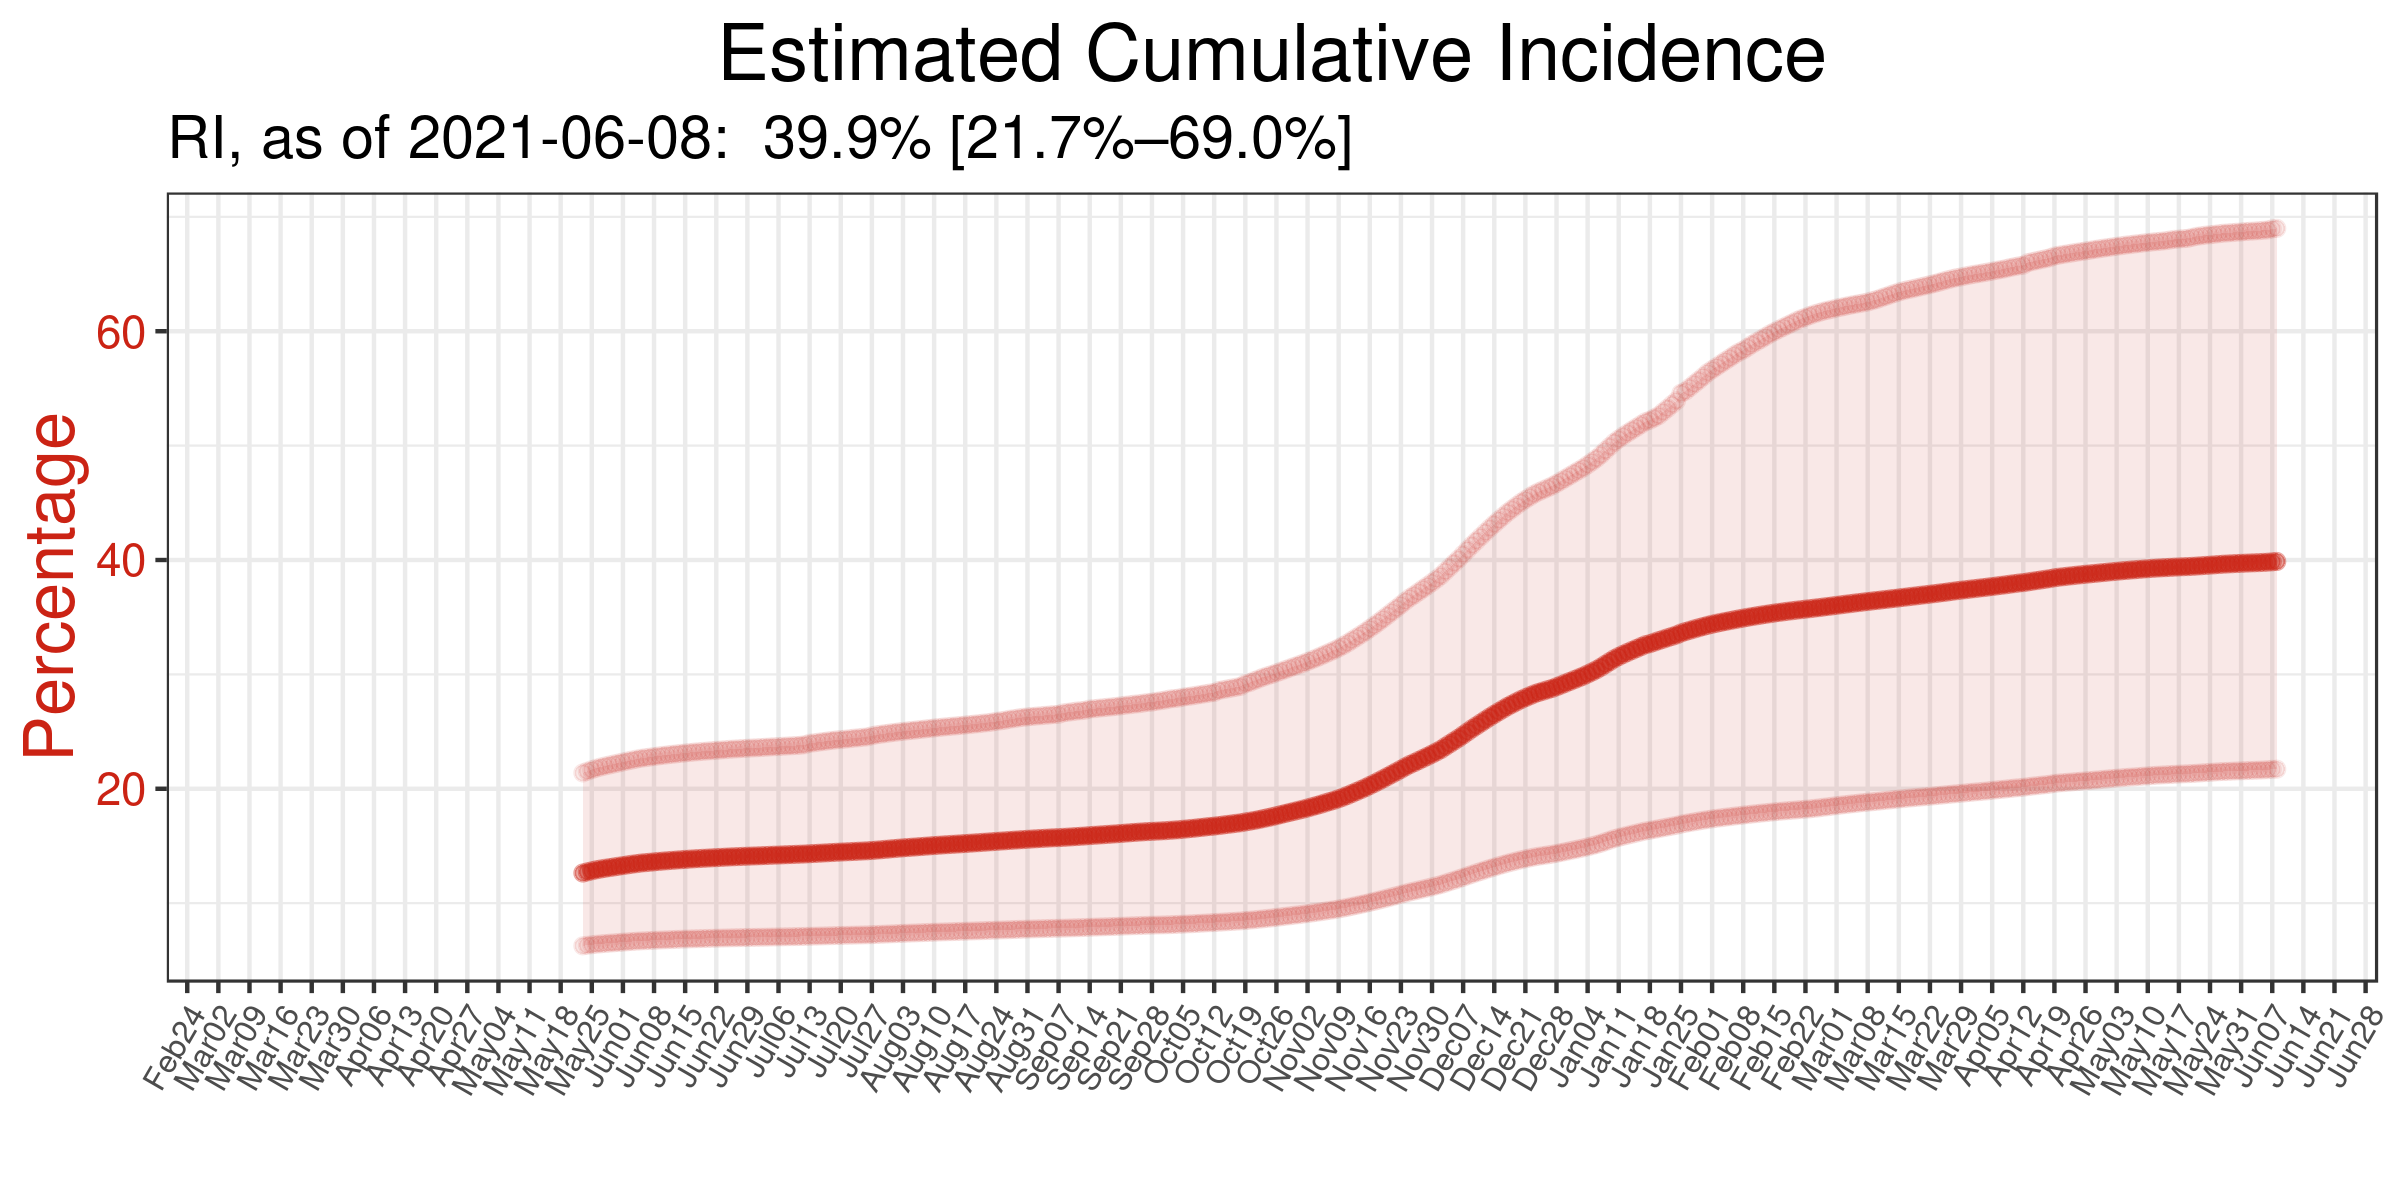 Estimated Cumulative Incidence
RI, as of 2021-06-08:  39.9% [21.7%–69.0%]
Percentage
60
40
20
Feb24
Mar02
Mar09
Mar16
Mar23
Mar30
Apr06
Apr13
Apr20
Apr27
May04
May11
May18
May25
Jun01
Jun08
Jun15
Jun22
Jun29
Jul06
Jul13
Jul20
Jul27
Aug03
Aug10
Aug17
Aug24
Aug31
Sep07
Sep14
Sep21
Sep28
Oct05
Oct12
Oct19
Oct26
Nov02
Nov09
Nov16
Nov23
Nov30
Dec07
Dec14
Dec21
Dec28
Jan04
Jan11
Jan18
Jan25
Feb01
Feb08
Feb15
Feb22
Mar01
Mar08
Mar15
Mar22
Mar29
Apr05
Apr12
Apr19
Apr26
May03
May10
May17
May24
May31
Jun07
Jun14
Jun21
Jun28